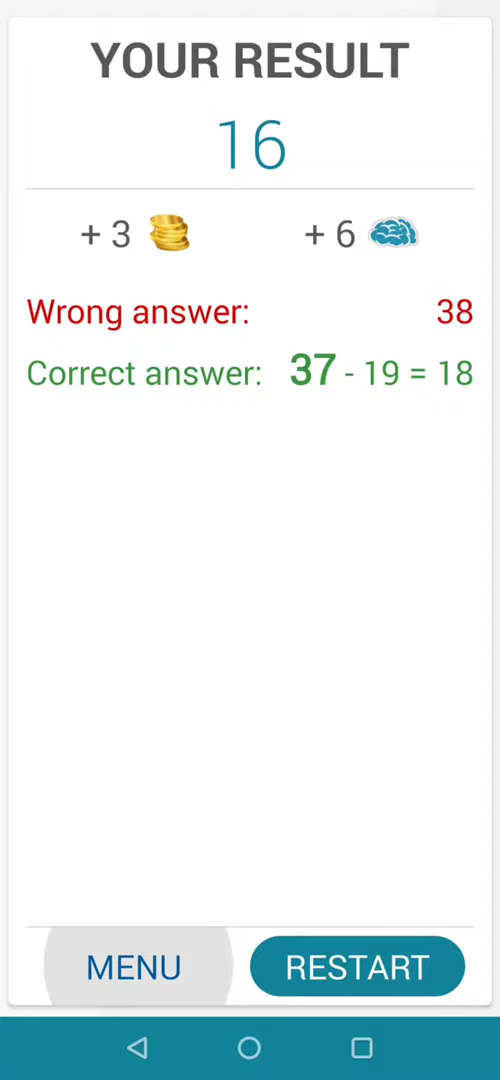 YOUR RESULT
16
+ 3 + 6
Wrong answer: 38
Correct answer: 37 - 19 = 18
MENU RESTART